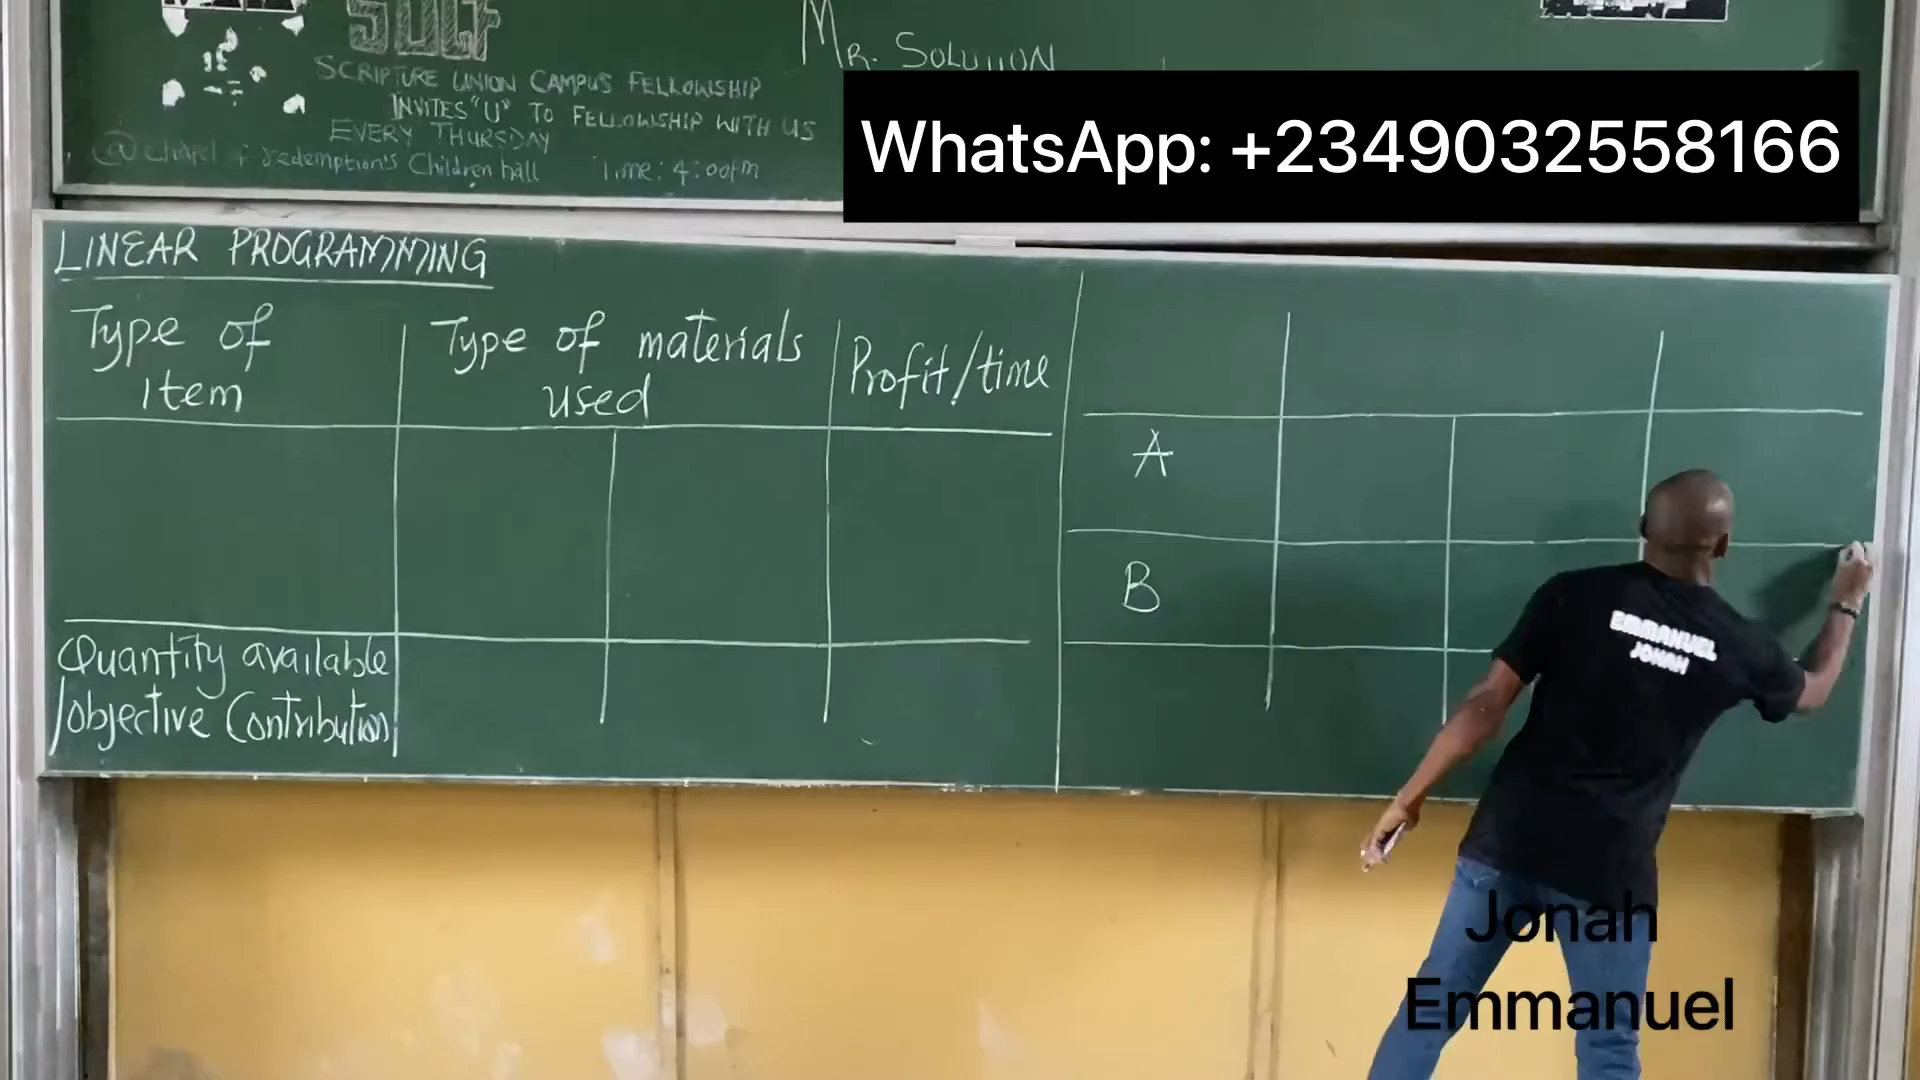 SUCF
MR. SOLUTION
SCRIPTURE UNION CAMPUS FELLOWSHIP
INVITES "U" TO FELLOWSHIP WITH US
EVERY THURSDAY
@ Chapel of redemption's Children hall Time: 4:00pm
WhatsApp: +2349032558166
LINEAR PROGRAMMING
Type of
Item
Type of materials
used
Profit/time
Quantity available
/objective Contribution
A
B
EMMANUEL
JONAH
Jonah
Emmanuel